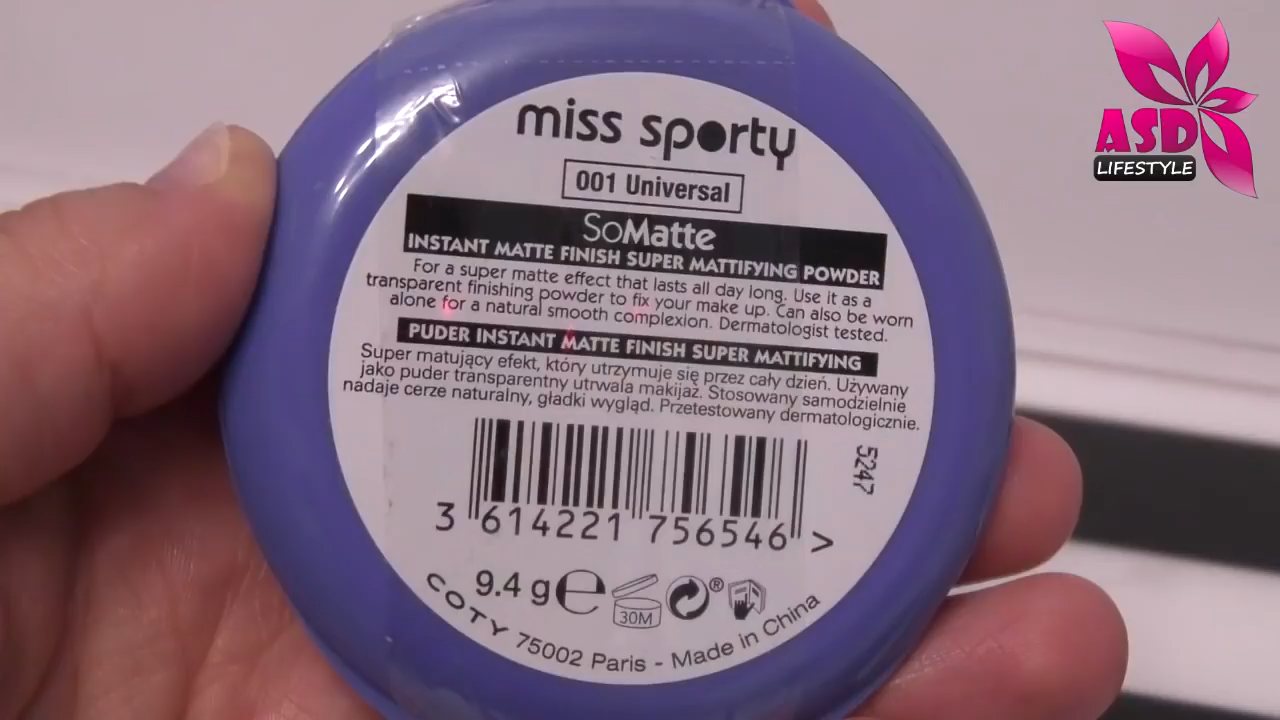 miss sporty
001 Universal
SoMatte
INSTANT MATTE FINISH SUPER MATTIFYING POWDER
For a super matte effect that lasts all day long. Use it as a
transparent finishing powder to fix your make up. Can also be worn
alone for a natural smooth complexion. Dermatologist tested.
PUDER INSTANT MATTE FINISH SUPER MATTIFYING
Super matujący efekt, który utrzymuje się przez cały dzień. Używany
jako puder transparentny utrwala makijaż. Stosowany samodzielnie
nadaje cerze naturalny, gładki wygląd. Przetestowany dermatologicznie.
5247
3 614221 756546 >
9.4 g e 30M ®
COTY 75002 Paris - Made in China
ASD
LIFESTYLE